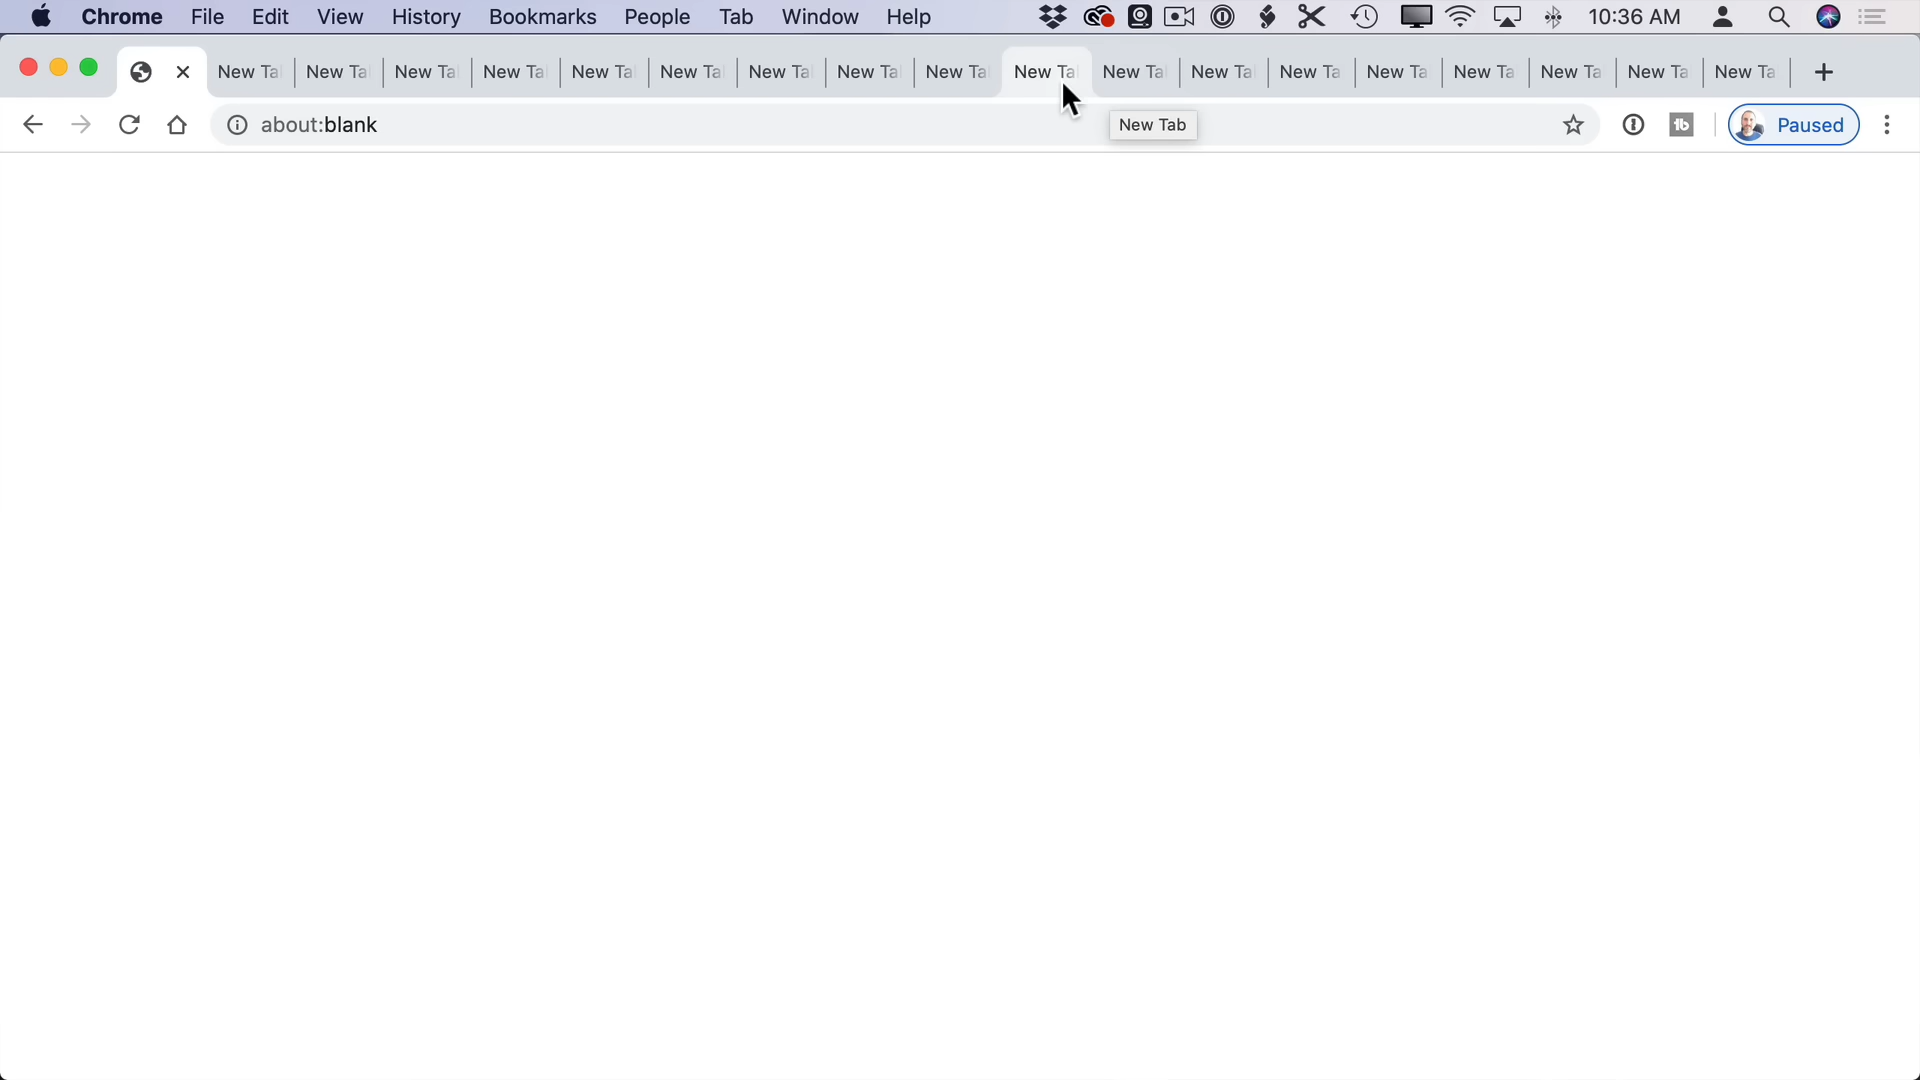 Chrome File Edit View History Bookmarks People Tab Window Help 10:36 AM
New Ta New Ta New Ta New Ta New Ta New Ta New Ta New Ta New Ta New Ta New Ta New Ta New Ta New Ta New Ta New Ta New Ta New Ta
about:blank New Tab tb Paused